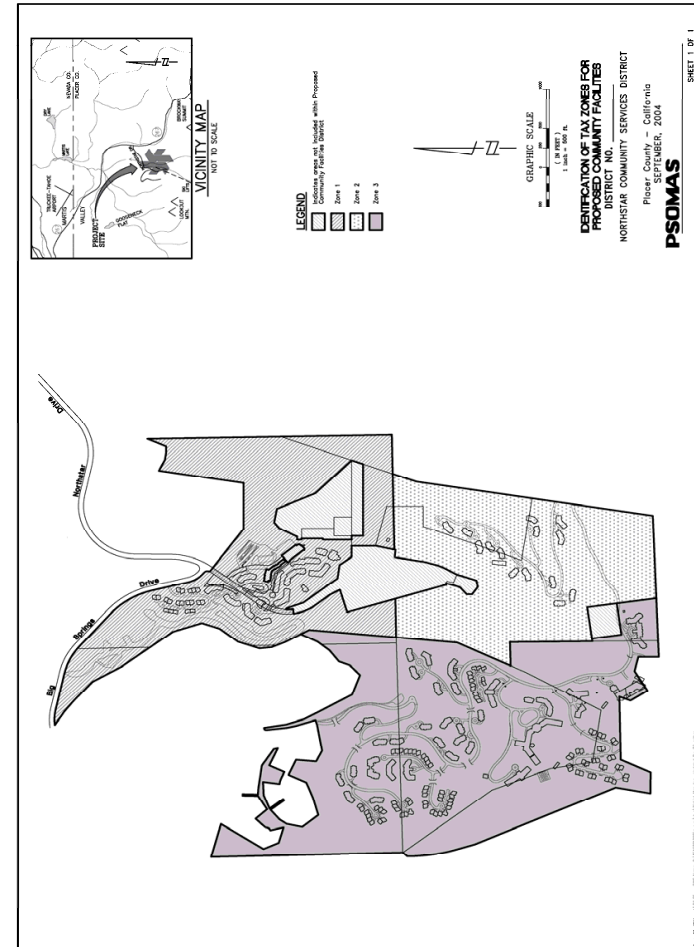 NEVADA CO.
PLACER CO.
TRUCKEE-TAHOE
AIRPORT
MARTIS
VALLEY
PROJECT
SITE
GOOSENECK
FLAT
LOOKOUT
MTN.
BROCKWAY
SUMMIT
VICINITY MAP
NOT TO SCALE
LEGEND
Indicates areas not included within Proposed
Community Facilities District
Zone 1
Zone 2
Zone 3
GRAPHIC SCALE
( IN FEET )
1 inch = 500 ft.
IDENTIFICATION OF TAX ZONES FOR
PROPOSED COMMUNITY FACILITIES
DISTRICT NO.
NORTHSTAR COMMUNITY SERVICES DISTRICT
Placer County - California
SEPTEMBER, 2004
PSOMAS
SHEET 1 OF 1
Northstar Drive
Big Springs Drive